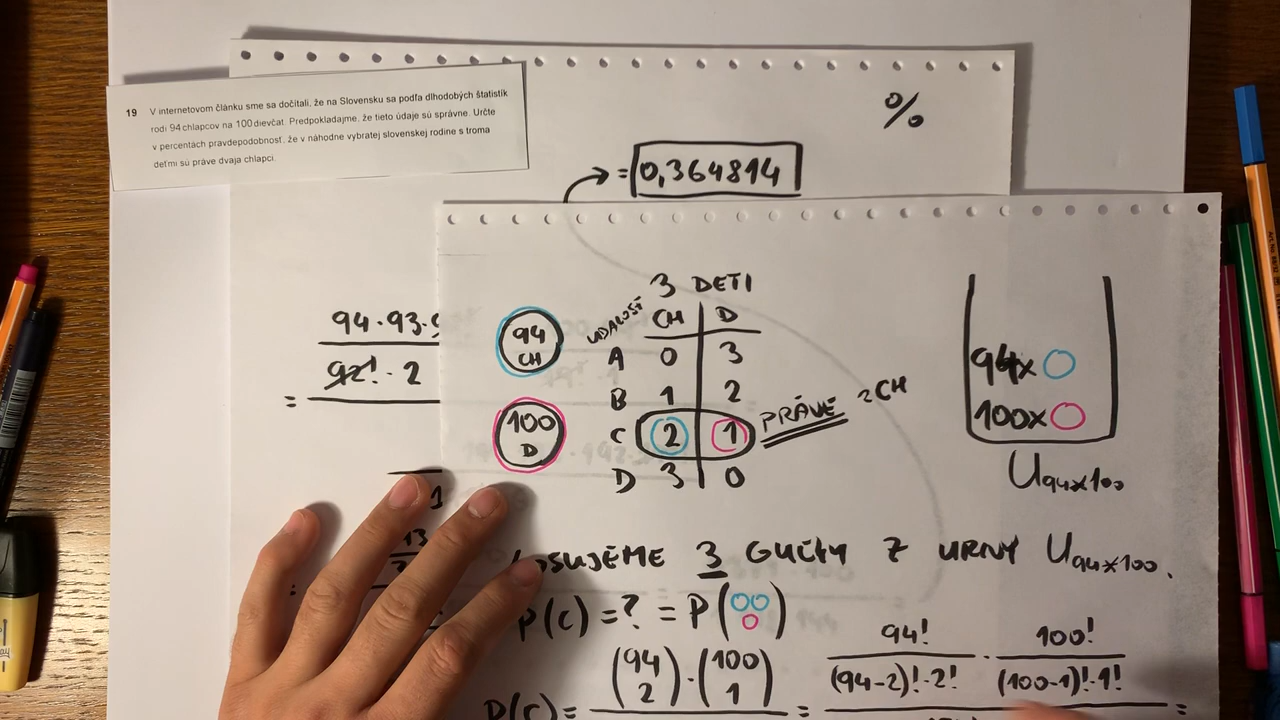 19 V internetovom článku sme sa dočítali, že na Slovensku sa podľa dlhodobých štatistík
rodí 94 chlapcov na 100 dievčat. Predpokladajme, že tieto údaje sú správne. Určte
v percentách pravdepodobnosť, že v náhodne vybratej slovenskej rodine s troma
deťmi sú práve dvaja chlapci.
%
= 0,364814
94·93·
92! · 2
=
3 DETI
UDALOSŤ CH D
A 0 3
B 1 2
C 2 1 PRÁVE 2CH
D 3 0
94
CH
100
D
94x
100x
U94x100
3 GUĽKY Z URNY U94x100.
P(C) = ? = P( )
P(C) = (94 2)·(100 1) = 94! / (94-2)!·2! · 100! / (100-1)!·1! =